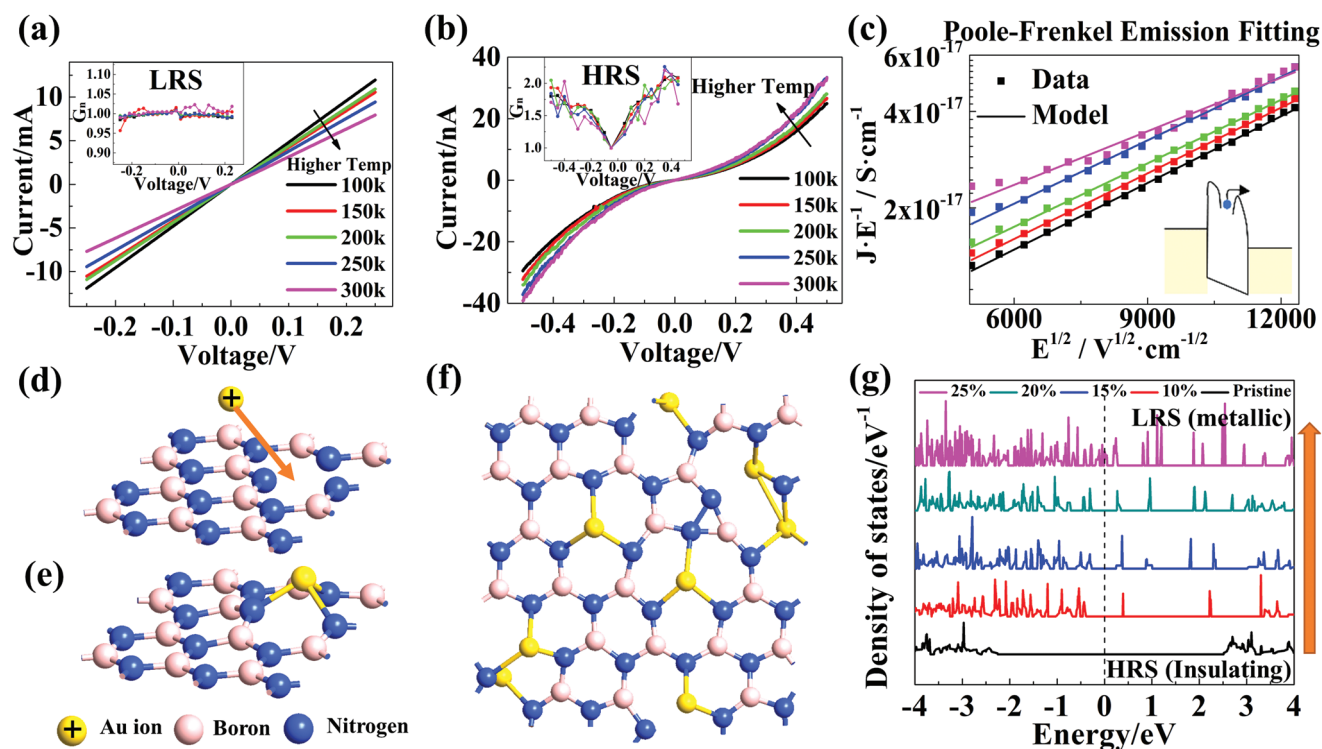 (a)
Current/mA
10
5
0
-5
-10
-0.2
-0.1
0.0
0.1
0.2
Voltage/V
LRS
Gn
1.10
1.05
1.00
0.95
0.90
-0.2
-0.1
0.0
0.1
0.2
Voltage/V
Higher Temp
100k
150k
200k
250k
300k
(b)
Current/nA
40
20
0
-20
-40
-0.4
-0.2
0.0
0.2
0.4
Voltage/V
HRS
Gn
2.0
1.5
1.0
-0.4
-0.2
0.0
0.2
0.4
Voltage/V
Higher Temp
100k
150k
200k
250k
300k
(c)
Poole-Frenkel Emission Fitting
J·E-1 / S·cm-1
6x10-17
4x10-17
2x10-17
Data
Model
6000
9000
12000
E1/2 / V1/2·cm-1/2
(d)
+
(e)
+ Au ion
Boron
Nitrogen
(f)
(g)
Density of states/eV-1
25%
20%
15%
10%
Pristine
LRS (metallic)
HRS (Insulating)
-4
-3
-2
-1
0
1
2
3
4
Energy/eV